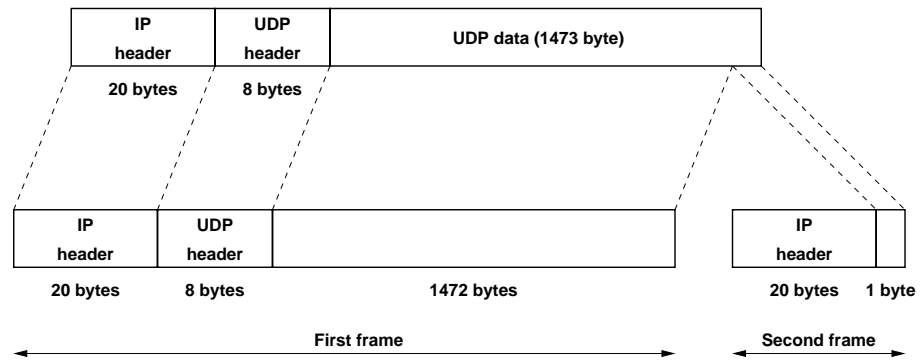 IP UDP
header header UDP data (1473 byte)
20 bytes 8 bytes
IP UDP IP
header header header
20 bytes 8 bytes 1472 bytes 20 bytes 1 byte
First frame Second frame